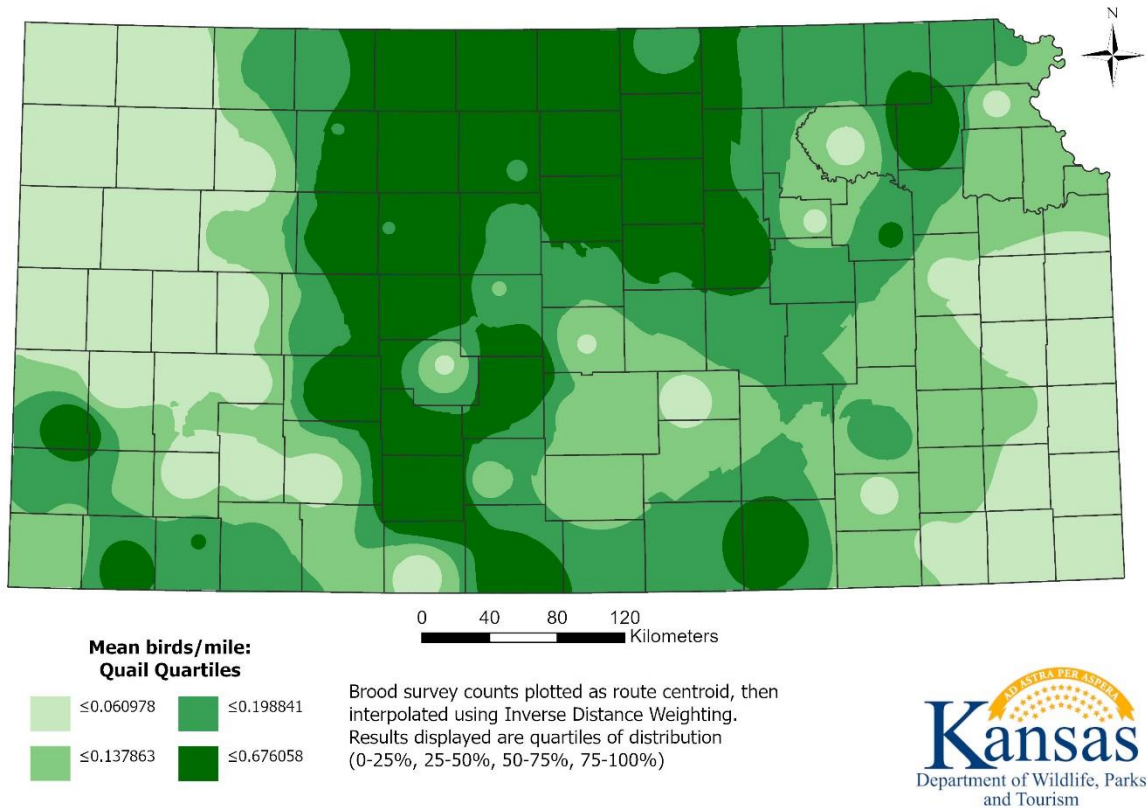 N
0 40 80 120
Kilometers
Mean birds/mile:
Quail Quartiles
≤0.060978 ≤0.198841
≤0.137863 ≤0.676058
Brood survey counts plotted as route centroid, then
interpolated using Inverse Distance Weighting.
Results displayed are quartiles of distribution
(0-25%, 25-50%, 50-75%, 75-100%)
AD ASTRA PER ASPERA
Kansas
Department of Wildlife, Parks
and Tourism